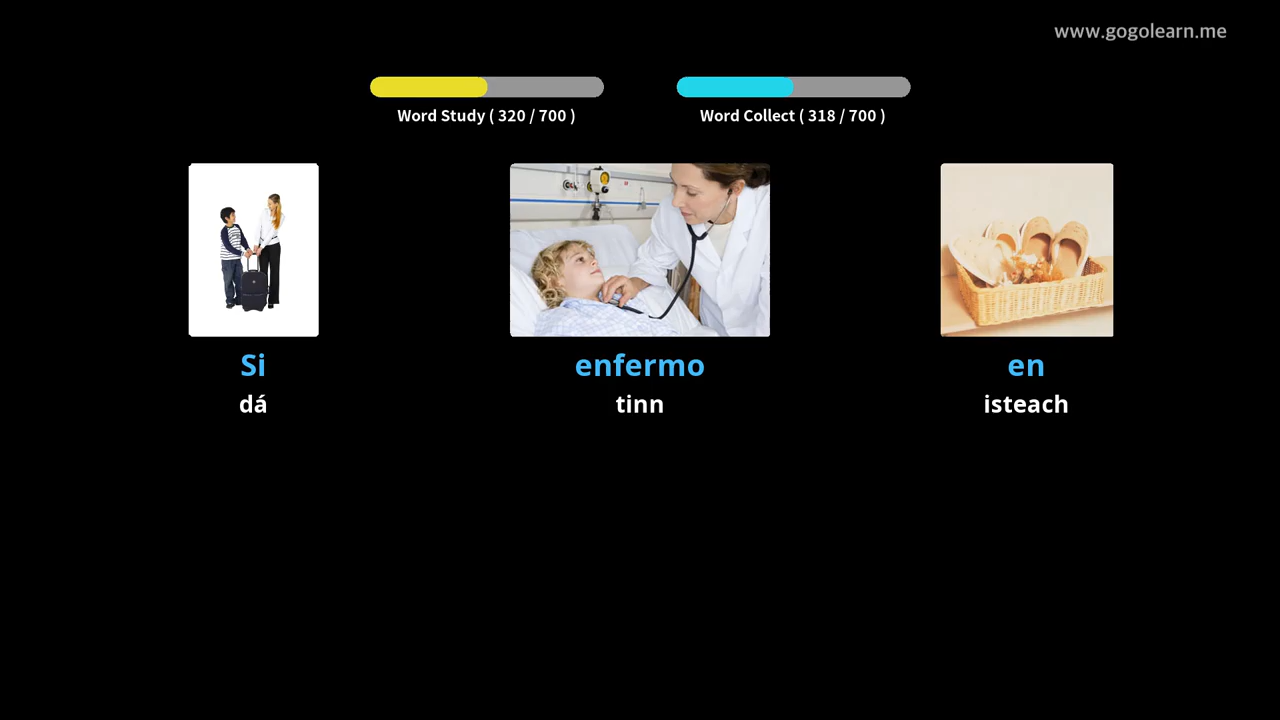 www.gogolearn.me
Word Study ( 320 / 700 )
Word Collect ( 318 / 700 )
Si
enfermo
en
dá
tinn
isteach